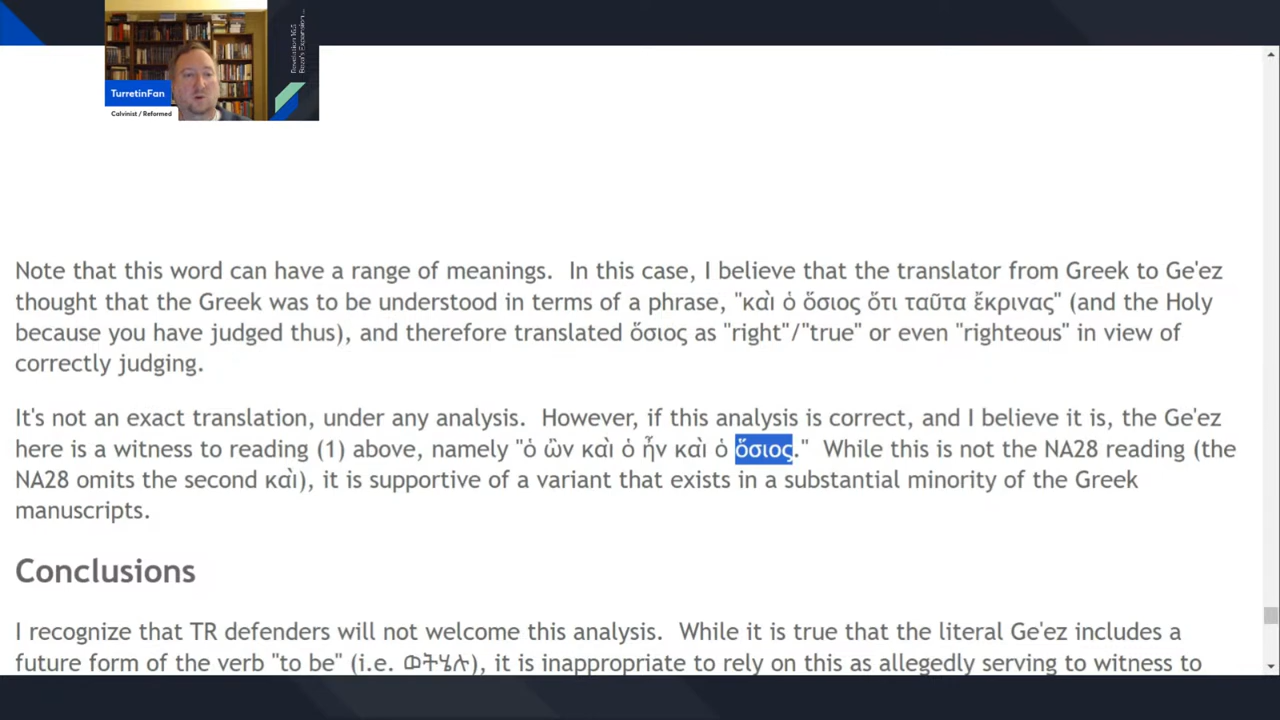 Revelation 16:5
Beza's Expansion ...
TurretinFan
Calvinist / Reformed
Note that this word can have a range of meanings.  In this case, I believe that the translator from Greek to Ge'ez
thought that the Greek was to be understood in terms of a phrase, "καὶ ὁ ὅσιος ὅτι ταῦτα ἔκρινας" (and the Holy
because you have judged thus), and therefore translated ὅσιος as "right"/"true" or even "righteous" in view of
correctly judging.
It's not an exact translation, under any analysis.  However, if this analysis is correct, and I believe it is, the Ge'ez
here is a witness to reading (1) above, namely "ὁ ὢν καὶ ὁ ἦν καὶ ὁ ὅσιος."  While this is not the NA28 reading (the
NA28 omits the second καὶ), it is supportive of a variant that exists in a substantial minority of the Greek
manuscripts.
Conclusions
I recognize that TR defenders will not welcome this analysis.  While it is true that the literal Ge'ez includes a
future form of the verb "to be" (i.e. ወትሄሉ), it is inappropriate to rely on this as allegedly serving to witness to